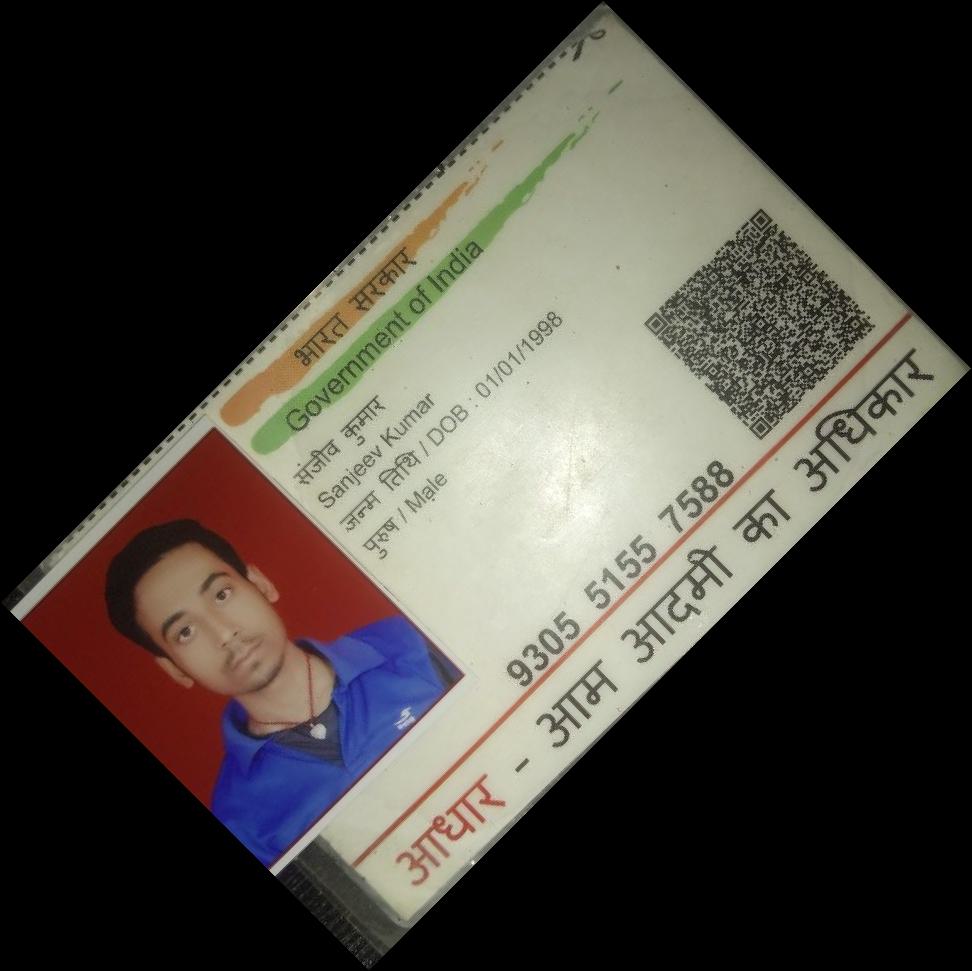 भारत सरकार
Government of India
संजीव कुमार
Sanjeev Kumar
जन्म तिथि / DOB : 01/01/1998
पुरुष / Male
9305 5155 7588
आधार - आम आदमी का अधिकार